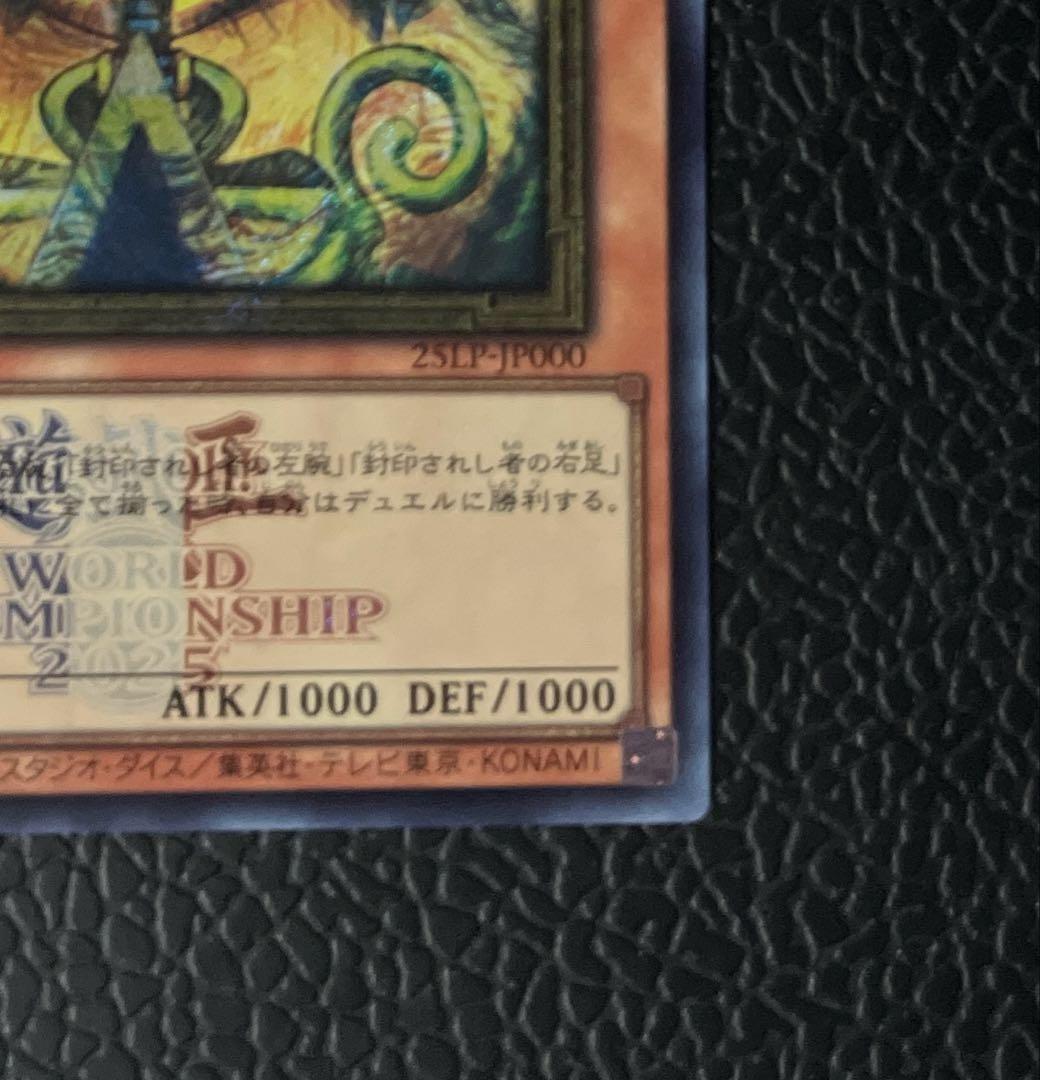 25LP-JP000
「封印されし者の左腕」「封印されし者の右足」
全て揃った時、自分はデュエルに勝利する。
WORLD
MPIONSHIP
2025
ATK/1000 DEF/1000
スタジオ・ダイス/集英社・テレビ東京・KONAMI